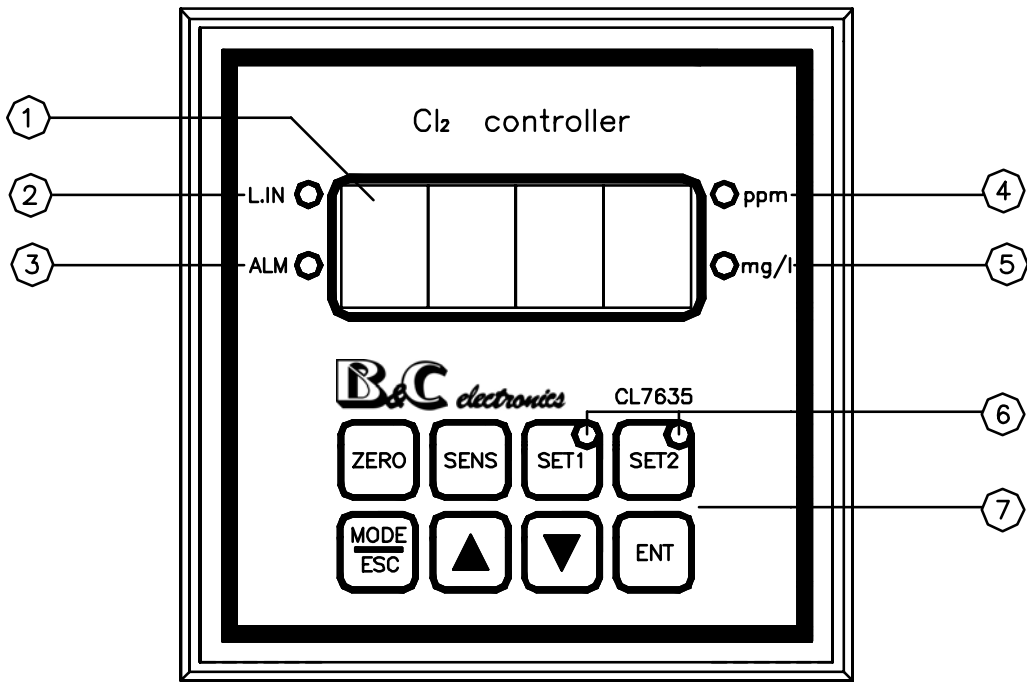 Cl₂ controller
1
2
L.IN
ppm
4
3
ALM
mg/l
5
B&C electronics
CL7635
6
ZERO SENS SET1 SET2
7
MODE
ESC
▲ ▼ ENT